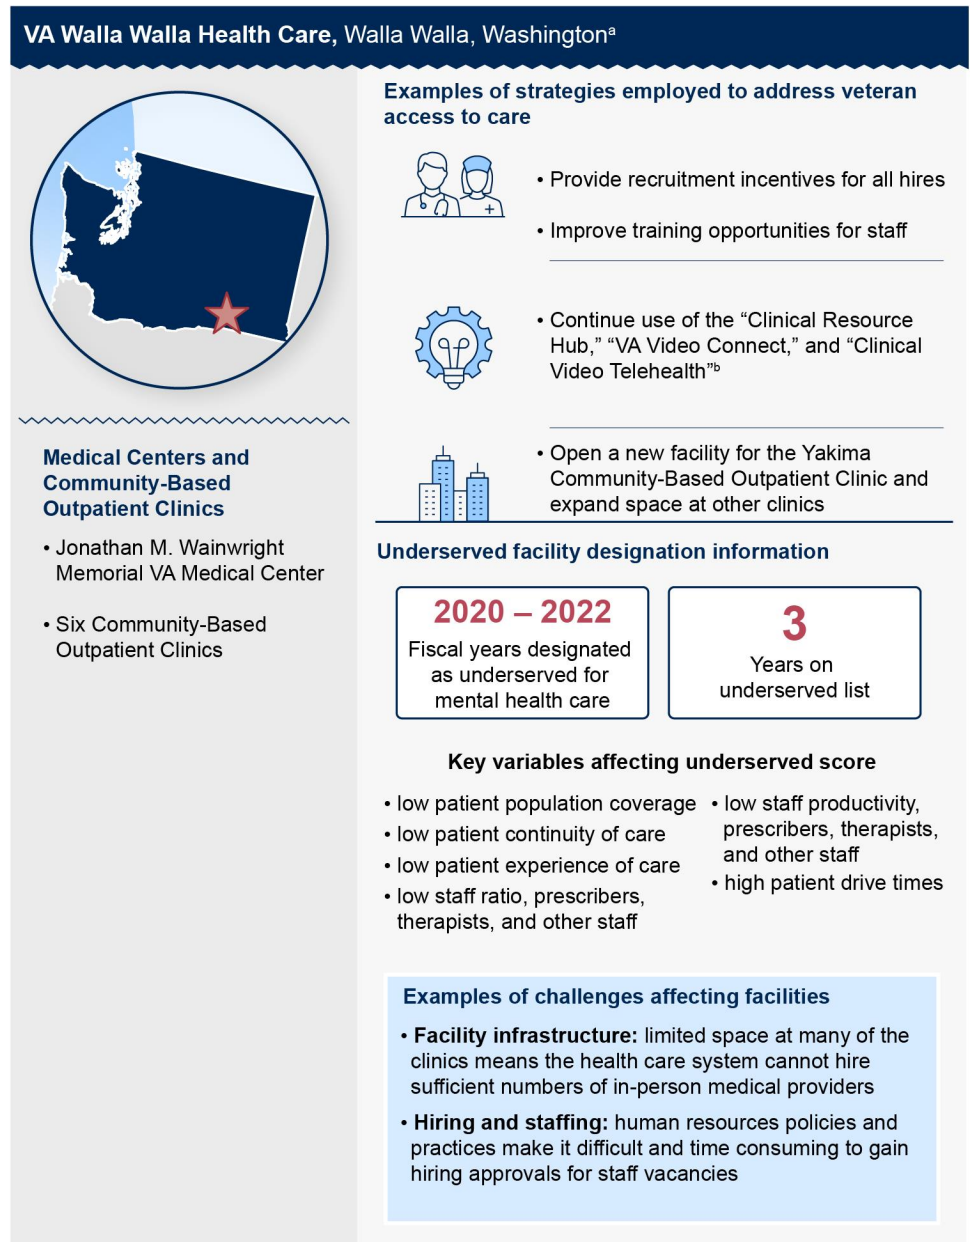 VA Walla Walla Health Care, Walla Walla, Washingtonᵃ
Medical Centers and
Community-Based
Outpatient Clinics
• Jonathan M. Wainwright
Memorial VA Medical Center
• Six Community-Based
Outpatient Clinics
Examples of strategies employed to address veteran
access to care
• Provide recruitment incentives for all hires
• Improve training opportunities for staff
• Continue use of the “Clinical Resource
Hub,” “VA Video Connect,” and “Clinical
Video Telehealth”ᵇ
• Open a new facility for the Yakima
Community-Based Outpatient Clinic and
expand space at other clinics
Underserved facility designation information
2020 – 2022
Fiscal years designated
as underserved for
mental health care
3
Years on
underserved list
Key variables affecting underserved score
• low patient population coverage
• low patient continuity of care
• low patient experience of care
• low staff ratio, prescribers,
therapists, and other staff
• low staff productivity,
prescribers, therapists,
and other staff
• high patient drive times
Examples of challenges affecting facilities
• Facility infrastructure: limited space at many of the
clinics means the health care system cannot hire
sufficient numbers of in-person medical providers
• Hiring and staffing: human resources policies and
practices make it difficult and time consuming to gain
hiring approvals for staff vacancies